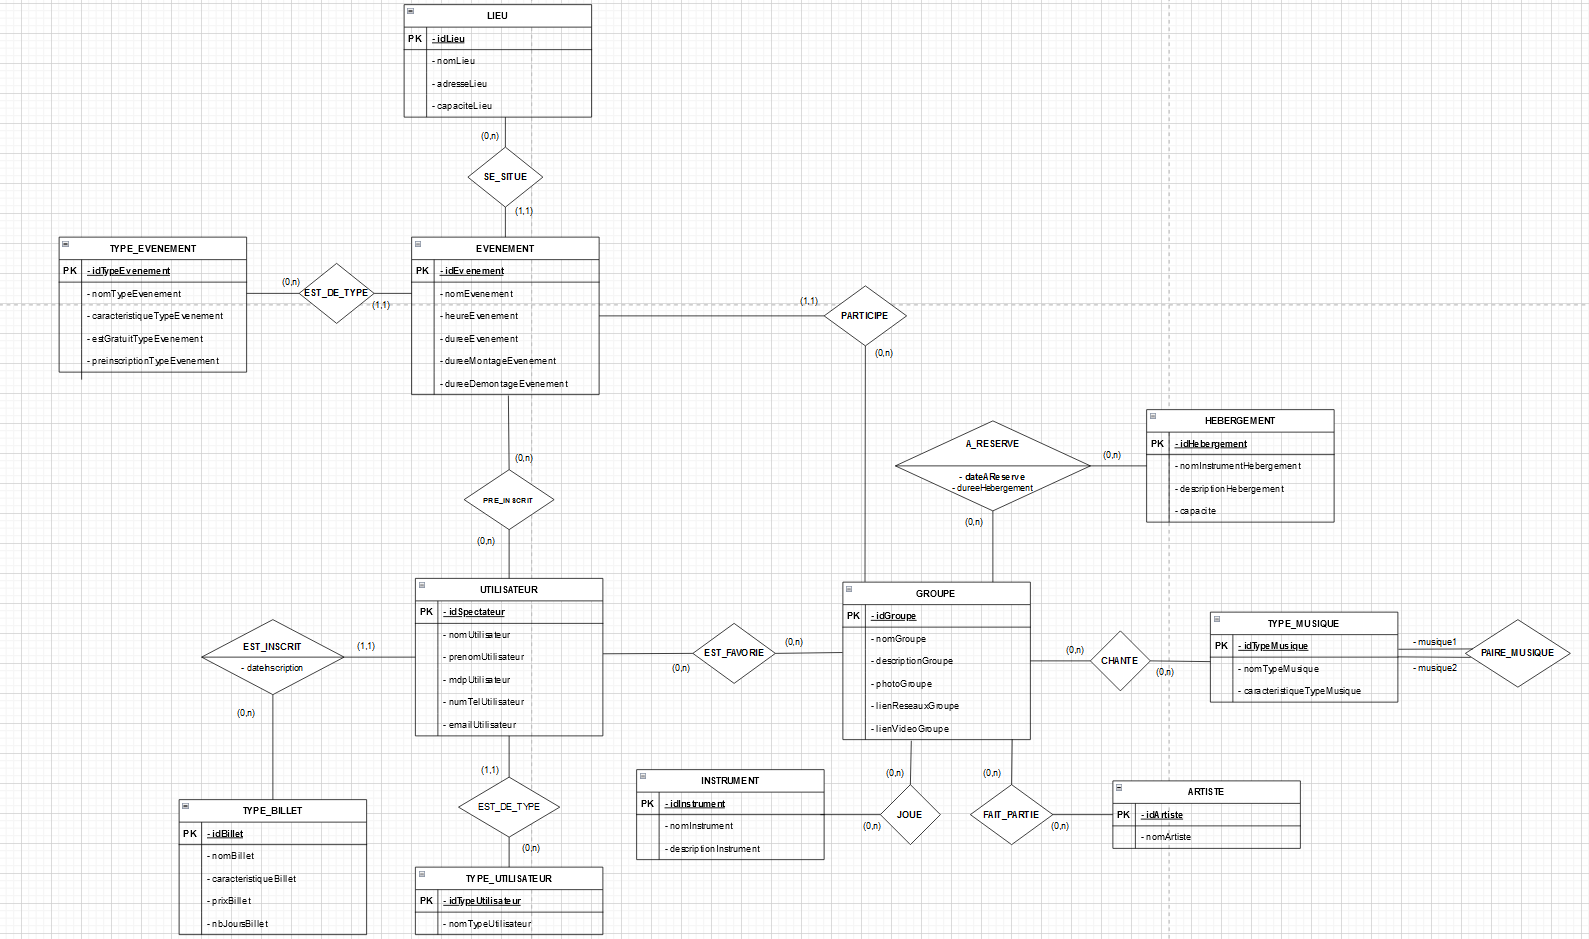 LIEU
PK - idLieu
- nomLieu
- adresseLieu
- capaciteLieu
(0,n)
SE_SITUE
(1,1)
TYPE_EVENEMENT
PK - idTypeEvenement
- nomTypeEvenement
- caracteristiqueTypeEvenement
- estGratuitTypeEvenement
- preinscriptionTypeEvenement
(0,n)
EST_DE_TYPE
(1,1)
EVENEMENT
PK - idEvenement
- nomEvenement
- heureEvenement
- dureeEvenement
- dureeMontageEvenement
- dureeDemontageEvenement
(1,1)
PARTICIPE
(0,n)
A_RESERVE
- dateAReserve
- dureeHebergement
(0,n)
(0,n)
HEBERGEMENT
PK - idHebergement
- nomInstrumentHebergement
- descriptionHebergement
- capacite
(0,n)
PRE_INSCRIT
(0,n)
UTILISATEUR
PK - idSpectateur
- nomUtilisateur
- prenomUtilisateur
- mdpUtilisateur
- numTelUtilisateur
- emailUtilisateur
EST_INSCRIT
- dateInscription
(1,1)
(0,n)
(0,n)
EST_FAVORIE
(0,n)
GROUPE
PK - idGroupe
- nomGroupe
- descriptionGroupe
- photoGroupe
- lienReseauxGroupe
- lienVideoGroupe
(0,n)
CHANTE
(0,n)
TYPE_MUSIQUE
PK - idTypeMusique
- nomTypeMusique
- caracteristiqueTypeMusique
- musique1
- musique2
PAIRE_MUSIQUE
TYPE_BILLET
PK - idBillet
- nomBillet
- caracteristiqueBillet
- prixBillet
- nbJoursBillet
(1,1)
EST_DE_TYPE
(0,n)
TYPE_UTILISATEUR
PK - idTypeUtilisateur
- nomTypeUtilisateur
INSTRUMENT
PK - idInstrument
- nomInstrument
- descriptionInstrument
(0,n)
JOUE
(0,n)
(0,n)
FAIT_PARTIE
(0,n)
ARTISTE
PK - idArtiste
- nomArtiste